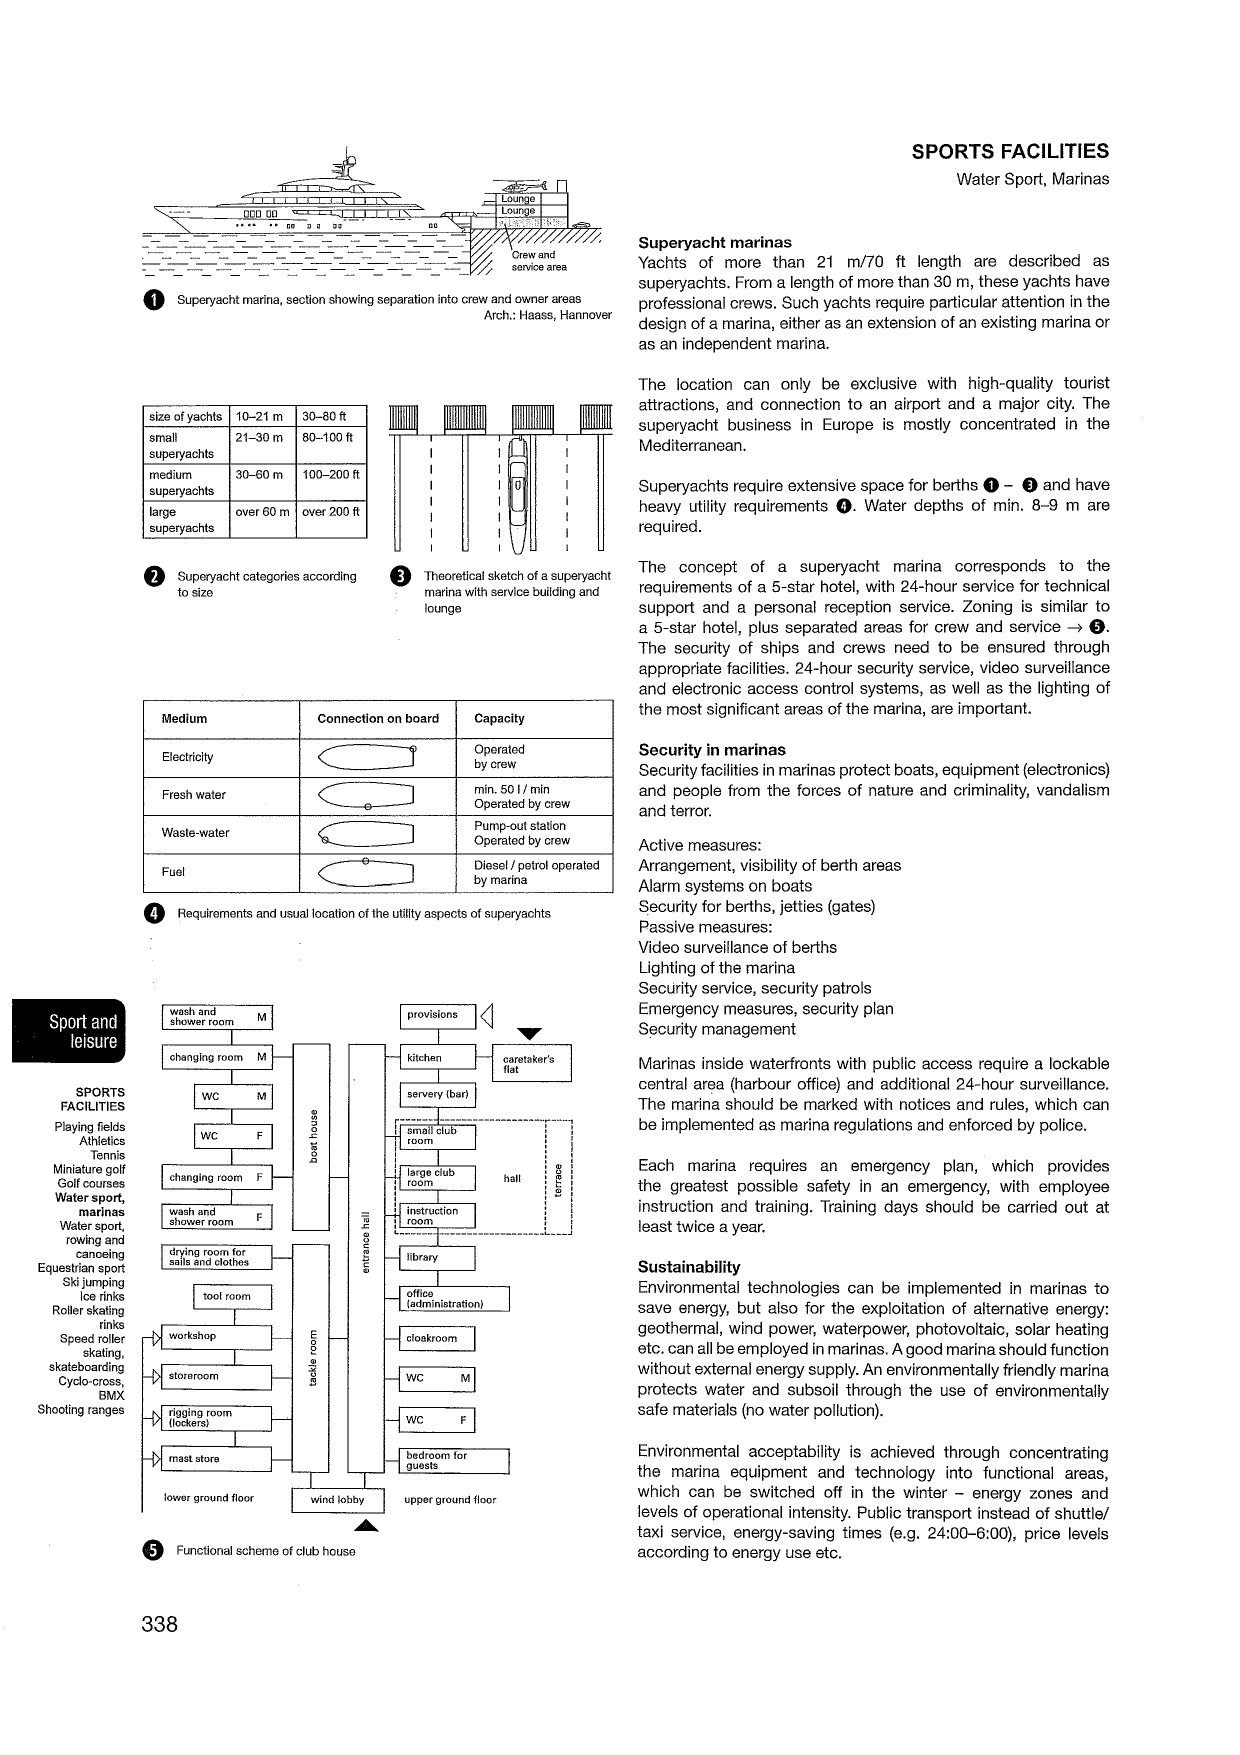 SPORTS FACILITIES
Water Sport, Marinas
Lounge
Lounge
Crew and
service area
1 Superyacht marina, section showing separation into crew and owner areas
Arch.: Haass, Hannover
size of yachts 10–21 m 30–80 ft
small 21–30 m 80–100 ft
superyachts
medium 30–60 m 100–200 ft
superyachts
large over 60 m over 200 ft
superyachts
2 Superyacht categories according
to size
3 Theoretical sketch of a superyacht
marina with service building and
lounge
Medium Connection on board Capacity
Electricity
Operated
by crew
Fresh water
min. 50 l / min
Operated by crew
Waste-water
Pump-out station
Operated by crew
Fuel
Diesel / petrol operated
by marina
4 Requirements and usual location of the utility aspects of superyachts
wash and
shower room M
changing room M
WC M
WC F
changing room F
wash and
shower room F
drying room for
sails and clothes
tool room
workshop
storeroom
rigging room
(lockers)
mast store
lower ground floor
boat house
tackle room
entrance hall
wind lobby
provisions
kitchen
caretaker's
flat
servery (bar)
small club
room
large club
room
hall
terrace
instruction
room
library
office
(administration)
cloakroom
WC M
WC F
bedroom for
guests
upper ground floor
5 Functional scheme of club house
Sport and
leisure
SPORTS
FACILITIES
Playing fields
Athletics
Tennis
Miniature golf
Golf courses
Water sport,
marinas
Water sport,
rowing and
canoeing
Equestrian sport
Ski jumping
Ice rinks
Roller skating
rinks
Speed roller
skating,
skateboarding
Cyclo-cross,
BMX
Shooting ranges
Superyacht marinas
Yachts of more than 21 m/70 ft length are described as
superyachts. From a length of more than 30 m, these yachts have
professional crews. Such yachts require particular attention in the
design of a marina, either as an extension of an existing marina or
as an independent marina.
The location can only be exclusive with high-quality tourist
attractions, and connection to an airport and a major city. The
superyacht business in Europe is mostly concentrated in the
Mediterranean.
Superyachts require extensive space for berths 1 – 3 and have
heavy utility requirements 4. Water depths of min. 8–9 m are
required.
The concept of a superyacht marina corresponds to the
requirements of a 5-star hotel, with 24-hour service for technical
support and a personal reception service. Zoning is similar to
a 5-star hotel, plus separated areas for crew and service → 5.
The security of ships and crews need to be ensured through
appropriate facilities. 24-hour security service, video surveillance
and electronic access control systems, as well as the lighting of
the most significant areas of the marina, are important.
Security in marinas
Security facilities in marinas protect boats, equipment (electronics)
and people from the forces of nature and criminality, vandalism
and terror.
Active measures:
Arrangement, visibility of berth areas
Alarm systems on boats
Security for berths, jetties (gates)
Passive measures:
Video surveillance of berths
Lighting of the marina
Security service, security patrols
Emergency measures, security plan
Security management
Marinas inside waterfronts with public access require a lockable
central area (harbour office) and additional 24-hour surveillance.
The marina should be marked with notices and rules, which can
be implemented as marina regulations and enforced by police.
Each marina requires an emergency plan, which provides
the greatest possible safety in an emergency, with employee
instruction and training. Training days should be carried out at
least twice a year.
Sustainability
Environmental technologies can be implemented in marinas to
save energy, but also for the exploitation of alternative energy:
geothermal, wind power, waterpower, photovoltaic, solar heating
etc. can all be employed in marinas. A good marina should function
without external energy supply. An environmentally friendly marina
protects water and subsoil through the use of environmentally
safe materials (no water pollution).
Environmental acceptability is achieved through concentrating
the marina equipment and technology into functional areas,
which can be switched off in the winter – energy zones and
levels of operational intensity. Public transport instead of shuttle/
taxi service, energy-saving times (e.g. 24:00–6:00), price levels
according to energy use etc.
338